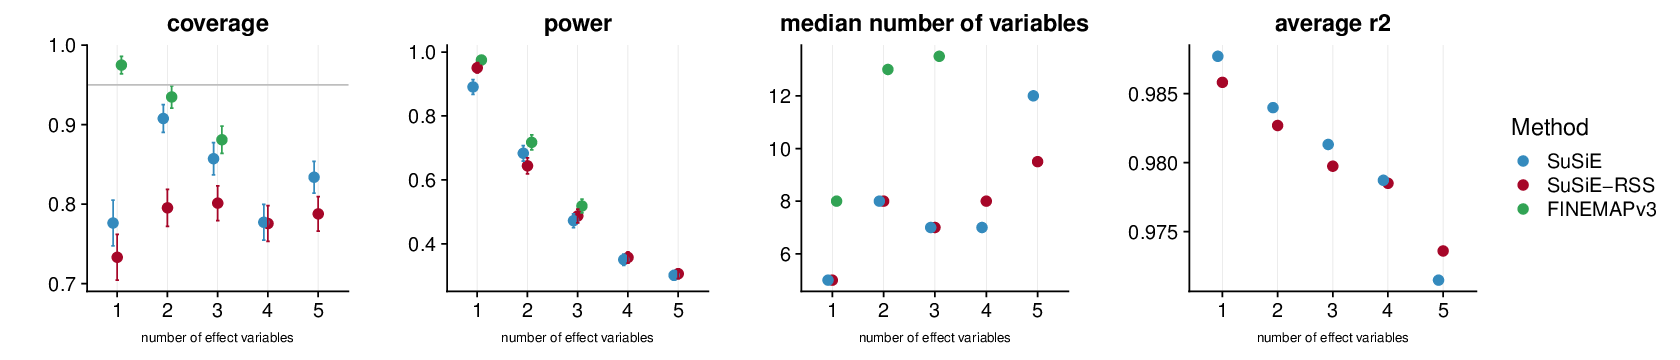 coverage
1.0
0.9
0.8
0.7
1 2 3 4 5
number of effect variables
power
1.0
0.8
0.6
0.4
1 2 3 4 5
number of effect variables
median number of variables
12
10
8
6
1 2 3 4 5
number of effect variables
average r2
0.985
0.980
0.975
1 2 3 4 5
number of effect variables
Method
SuSiE
SuSiE−RSS
FINEMAPv3